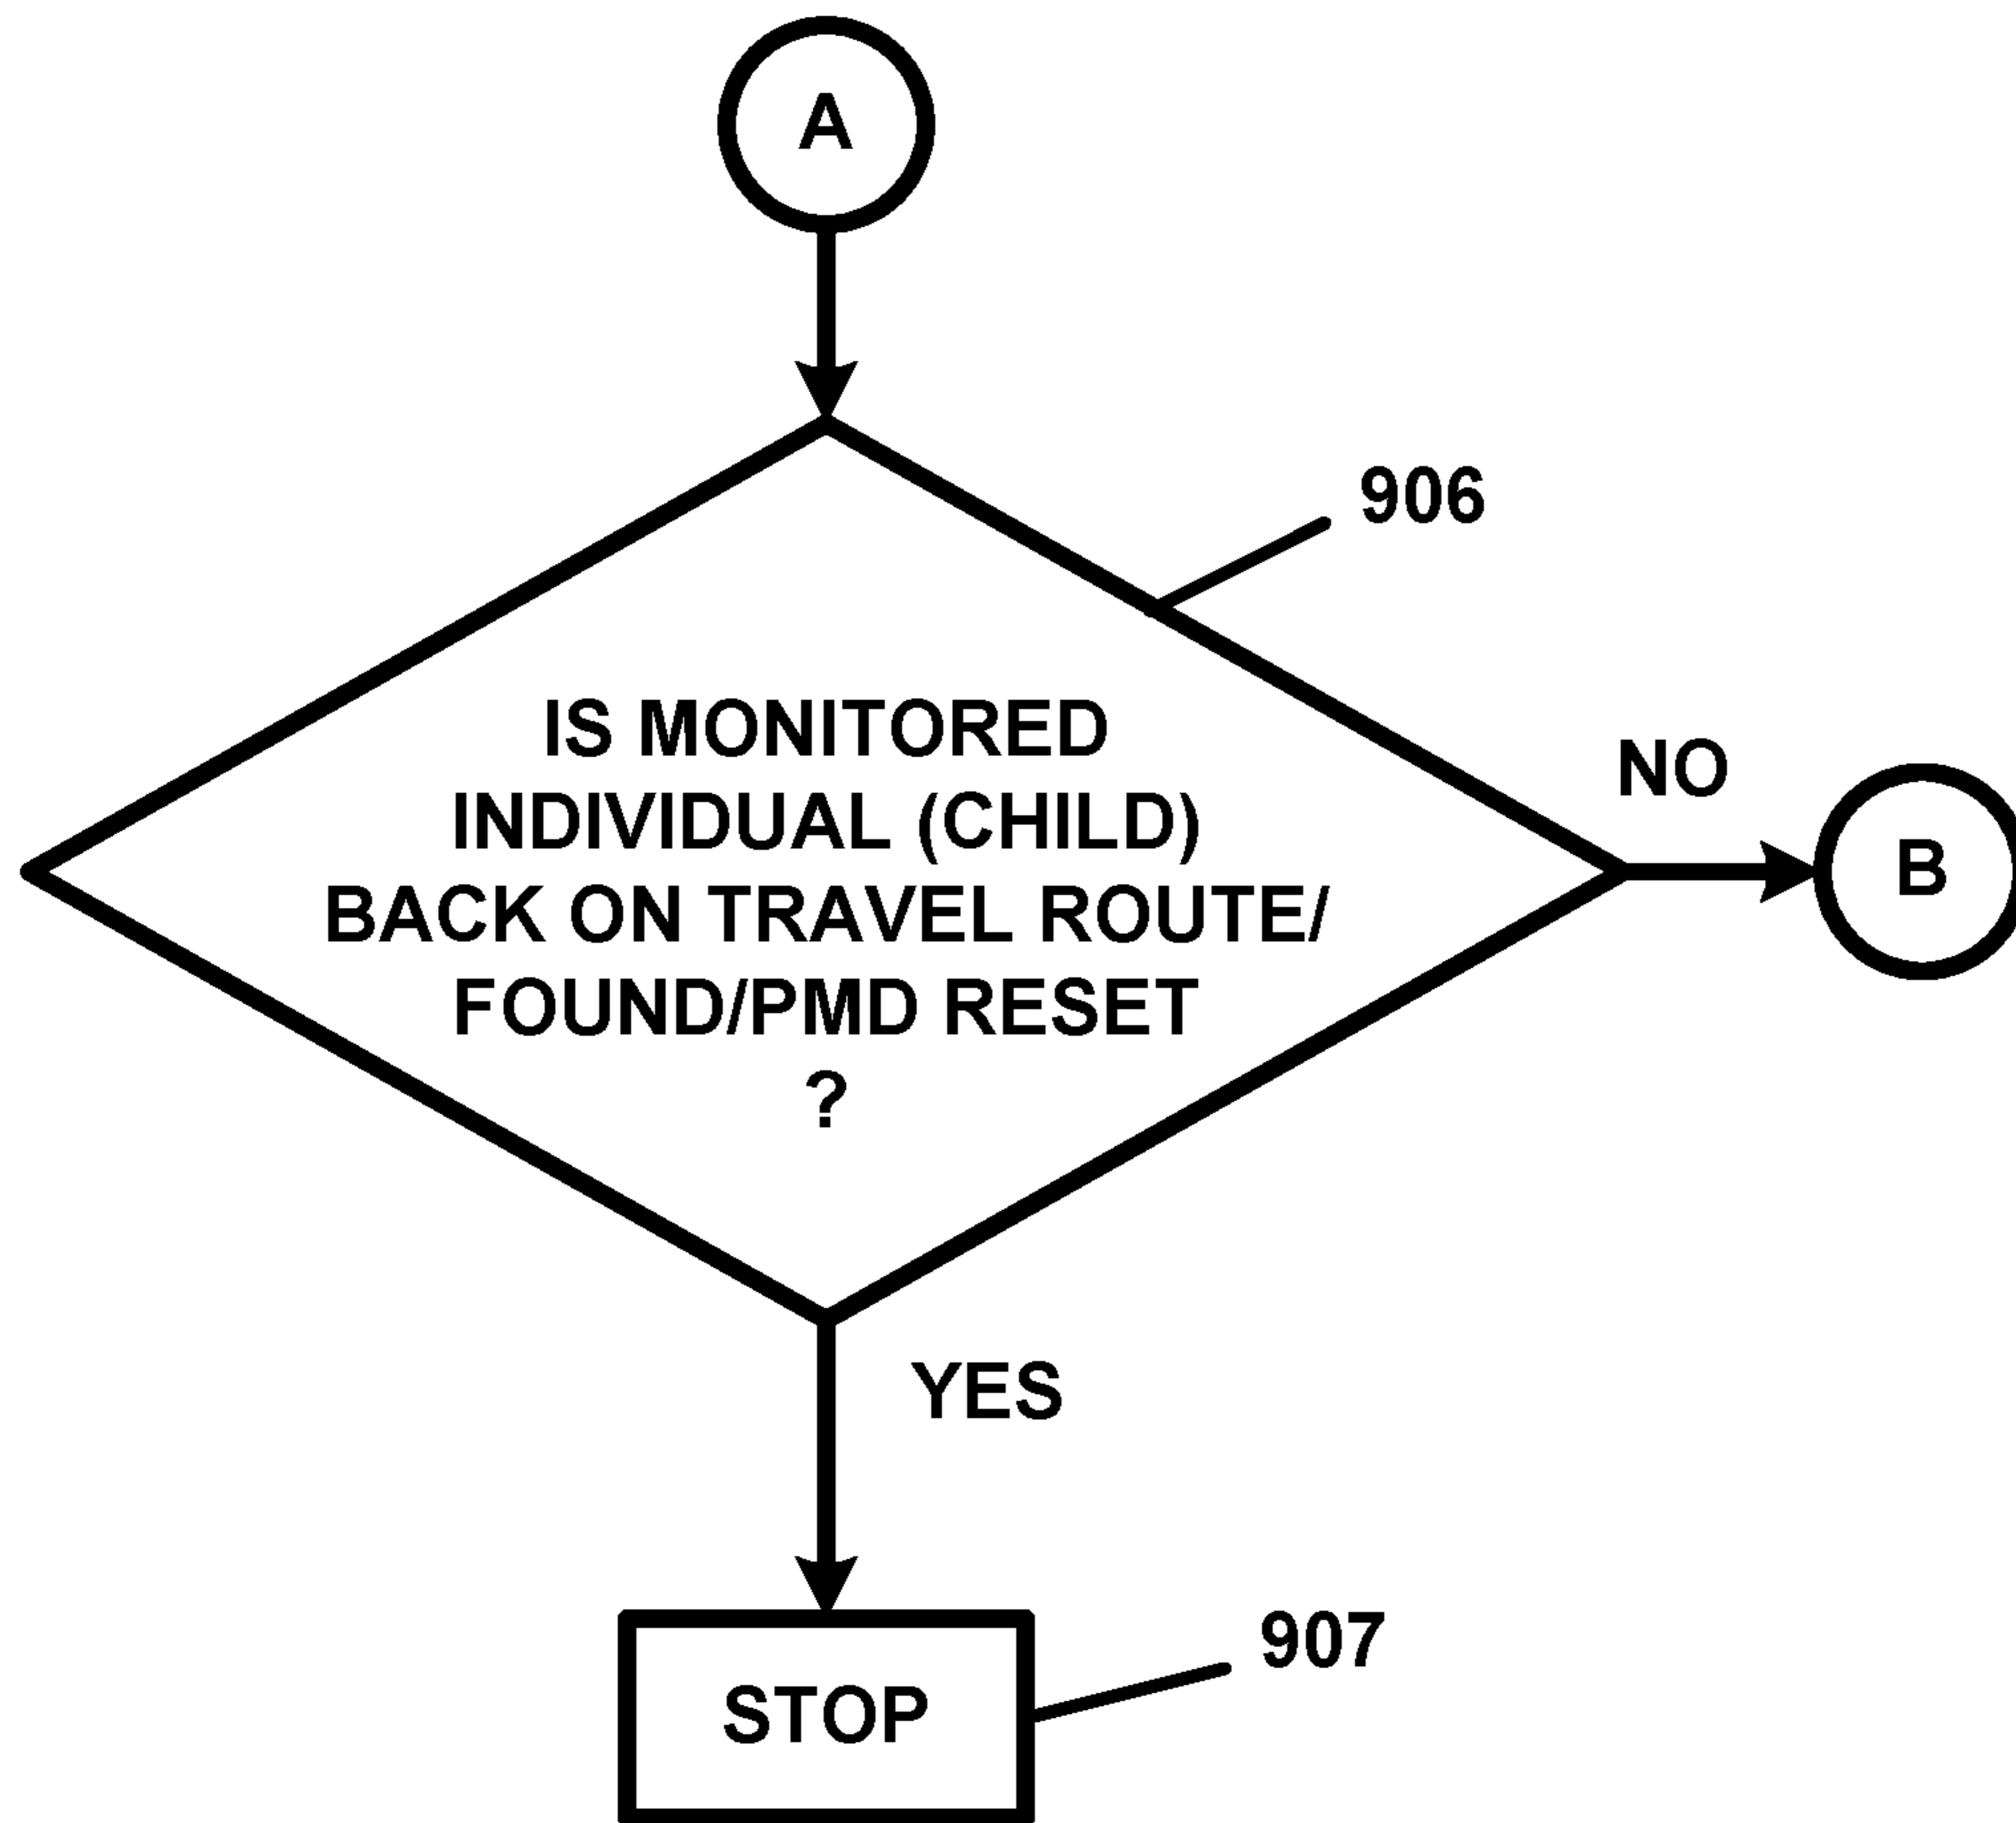 A
906
IS MONITORED
INDIVIDUAL (CHILD)
BACK ON TRAVEL ROUTE/
FOUND/PMD RESET
?
NO
B
YES
STOP
907